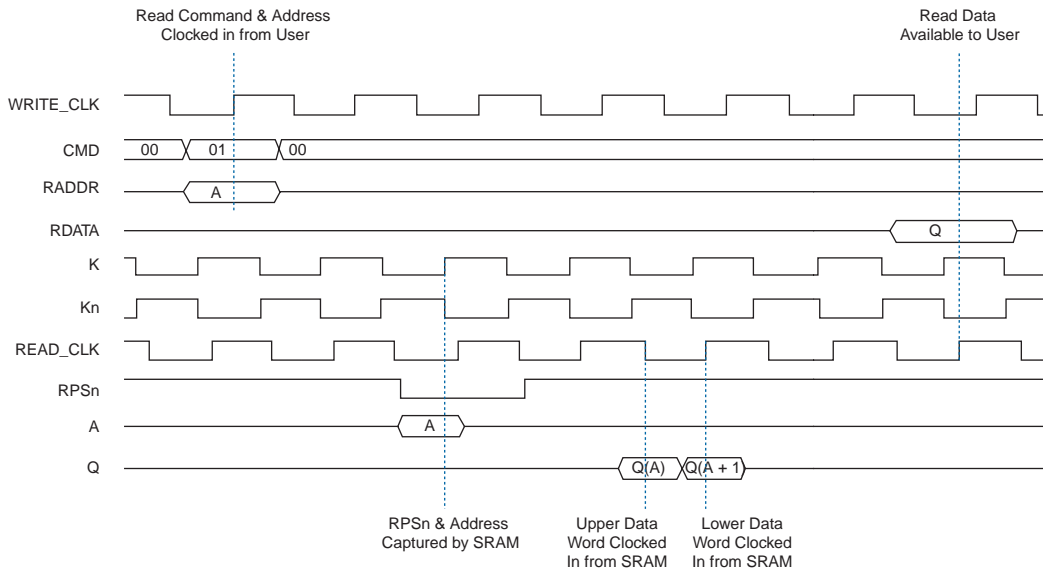 Read Command & Address
Clocked in from User
Read Data
Available to User
WRITE_CLK
CMD 00 01 00
RADDR A
RDATA Q
K
Kn
READ_CLK
RPSn
A A
Q Q(A) Q(A + 1)
RPSn & Address
Captured by SRAM
Upper Data
Word Clocked
In from SRAM
Lower Data
Word Clocked
In from SRAM